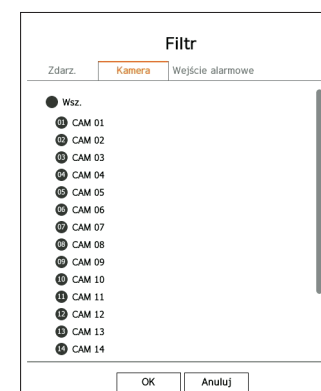 Filtr
Zdarz. Kamera Wejście alarmowe
Wsz.
01 CAM 01
02 CAM 02
03 CAM 03
04 CAM 04
05 CAM 05
06 CAM 06
07 CAM 07
08 CAM 08
09 CAM 09
10 CAM 10
11 CAM 11
12 CAM 12
13 CAM 13
14 CAM 14
OK Anuluj